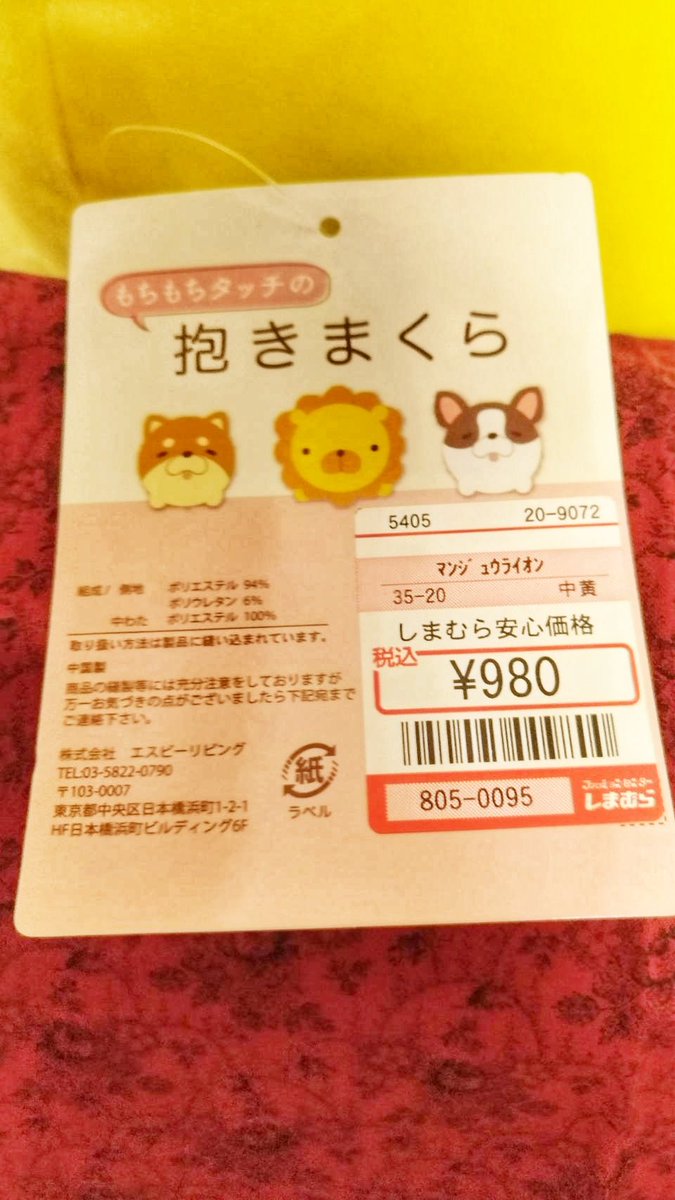 もちもちタッチの
抱きまくら
5405 20-9072
マンジュウライオン
35-20 中黄
しまむら安心価格
税込
¥980
805-0095
しまむら
組成/ 側地 ポリエステル 94%
ポリウレタン 6%
中わた ポリエステル 100%
取り扱い方法は製品に縫い込まれています。
中国製
商品の縫製等には充分注意をしておりますが
万一お気づきの点がございましたら下記宛まで
ご連絡下さい。
株式会社 エスビーリビング
TEL:03-5822-0790
〒103-0007
東京都中央区日本橋浜町1-2-1
HF日本橋浜町ビルディング6F
紙
ラベル